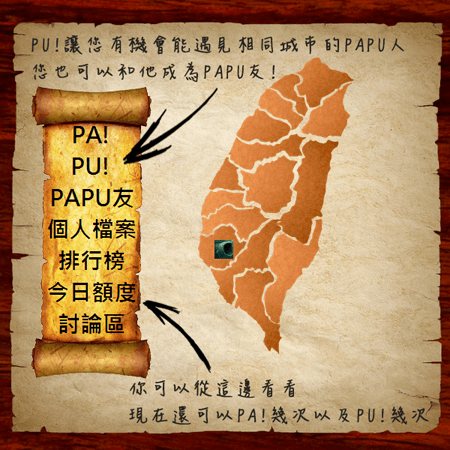 PU!讓您有機會能遇見相同城市的PAPU人
您也可以和他成為PAPU友!
PA!
PU!
PAPU友
個人檔案
排行榜
今日額度
討論區
你可以從這邊看看
現在還可以PA!幾次以及PU!幾次